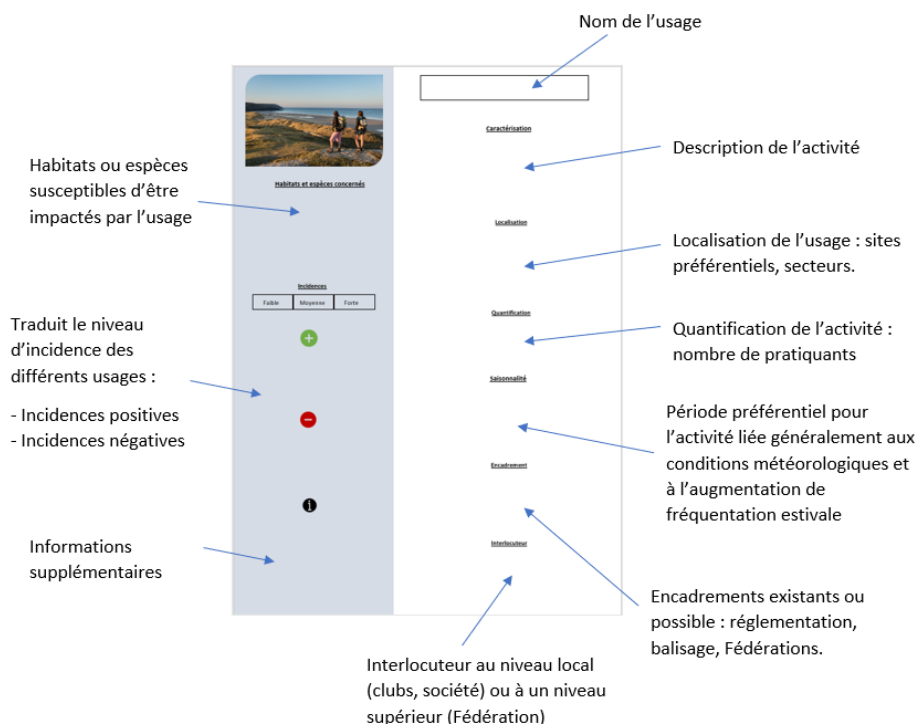 Nom de l’usage
Caractérisation
Description de l’activité
Habitats ou espèces
susceptibles d’être
impactés par l’usage
Habitats et espèces concernés
Localisation
Localisation de l’usage : sites
préférentiels, secteurs.
Incidences
Faible Moyenne Forte
Traduit le niveau
d’incidence des
différents usages :
- Incidences positives
- Incidences négatives
Quantification
Quantification de l’activité :
nombre de pratiquants
Saisonnalité
Période préférentiel pour
l’activité liée généralement aux
conditions météorologiques et
à l’augmentation de
fréquentation estivale
Encadrement
Informations
supplémentaires
Interlocuteur
Encadrements existants ou
possible : réglementation,
balisage, Fédérations.
Interlocuteur au niveau local
(clubs, société) ou à un niveau
supérieur (Fédération)